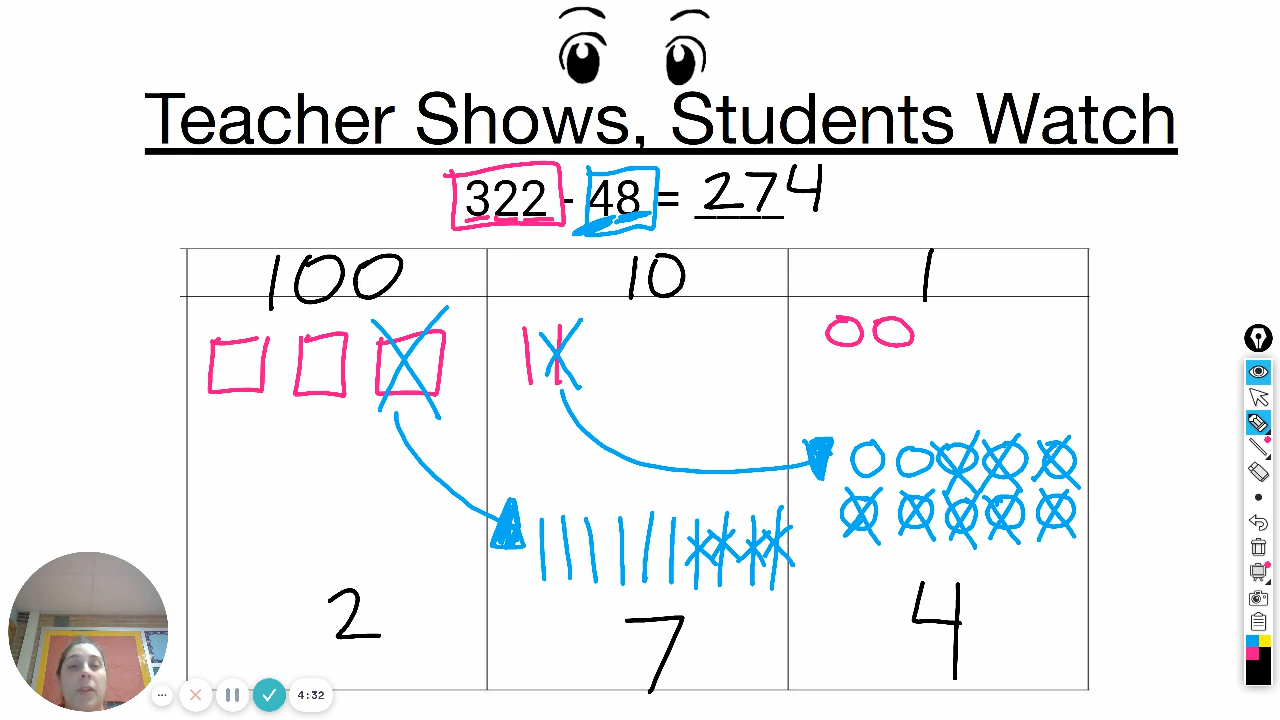 Teacher Shows, Students Watch
322 - 48 = 274
100 10 1
2 7 4
4:32